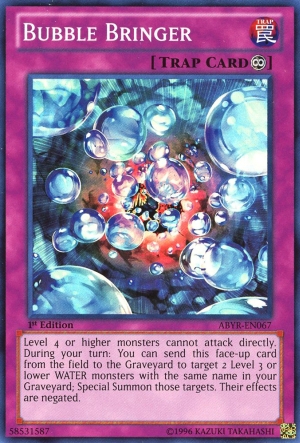 Bubble Bringer
TRAP
罠
[Trap Card ∞]
1st Edition
ABYR-EN067
Level 4 or higher monsters cannot attack directly.
During your turn: You can send this face-up card
from the field to the Graveyard to target 2 Level 3 or
lower WATER monsters with the same name in your
Graveyard; Special Summon those targets. Their effects
are negated.
58531587
©1996 KAZUKI TAKAHASHI